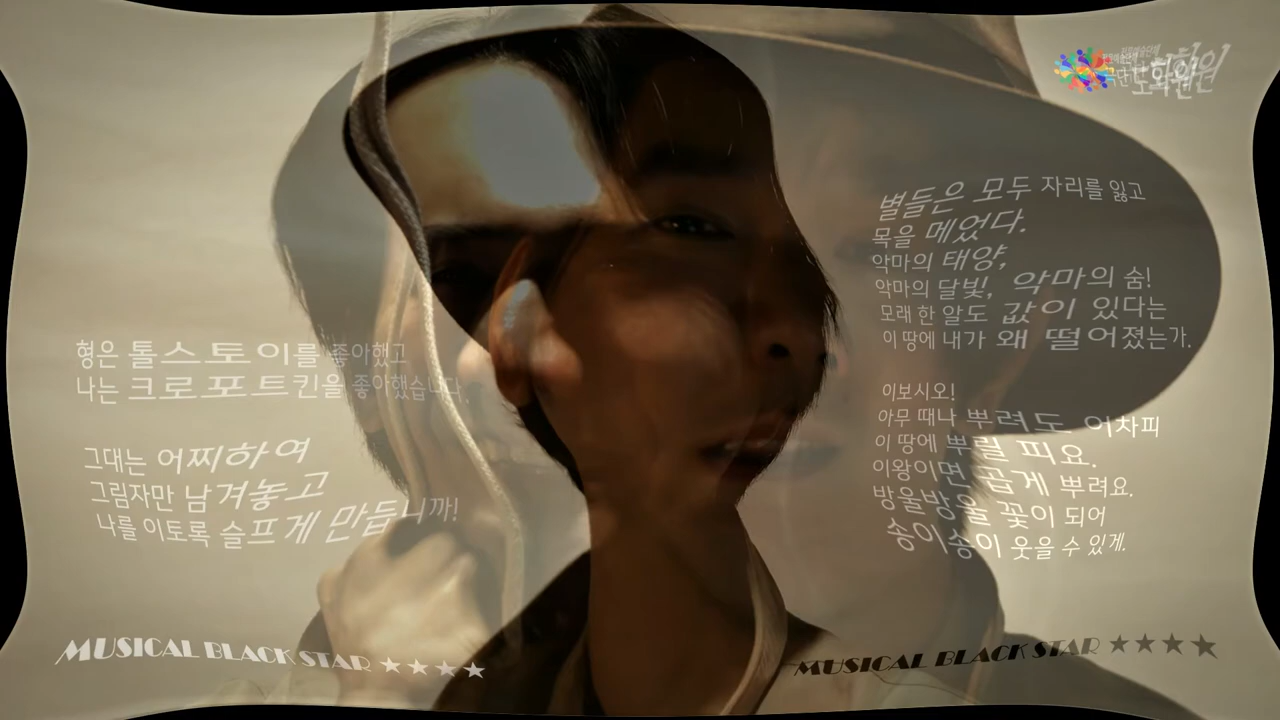 극단 도화원
형은 톨스토이를 좋아했고
나는 크로포트킨을 좋아했습니다.
그대는 어찌하여
그림자만 남겨놓고
나를 이토록 슬프게 만듭니까!
별들은 모두 자리를 잃고
목을 메었다.
악마의 태양,
악마의 달빛, 악마의 숨!
모래 한 알도 값이 있다는
이 땅에 내가 왜 떨어졌는가.
이보시오!
아무 때나 뿌려도 어차피
이 땅에 뿌릴 피요.
이왕이면 곱게 뿌려요.
방울방울 꽃이 되어
송이송이 웃을 수 있게.
MUSICAL BLACK STAR ★★★★
MUSICAL BLACK STAR ★★★★